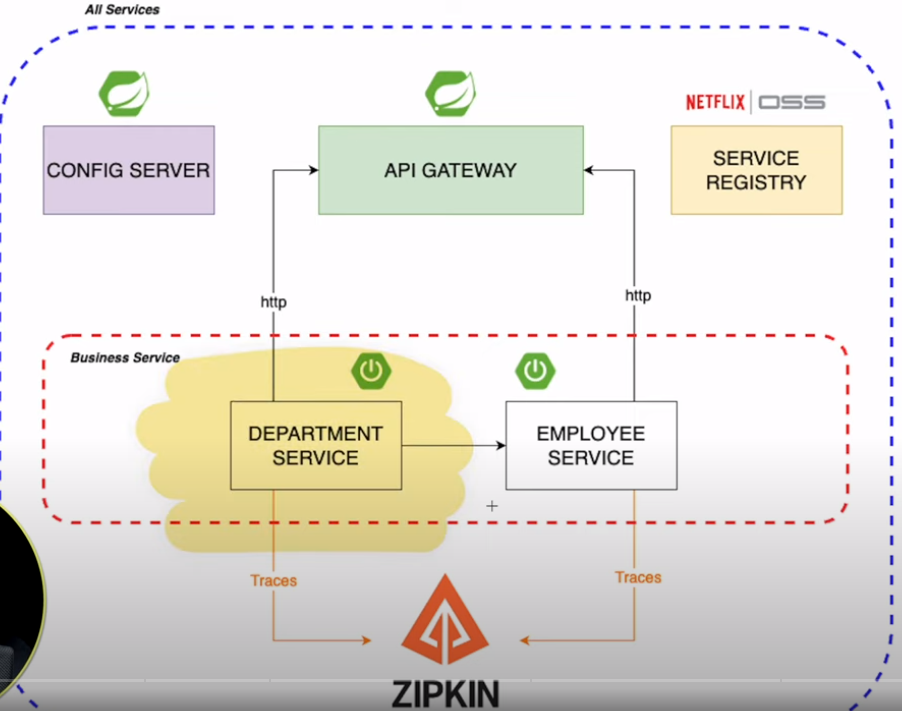 All Services
NETFLIX OSS
CONFIG SERVER
API GATEWAY
SERVICE
REGISTRY
http
http
Business Service
DEPARTMENT
SERVICE
EMPLOYEE
SERVICE
Traces
Traces
ZIPKIN